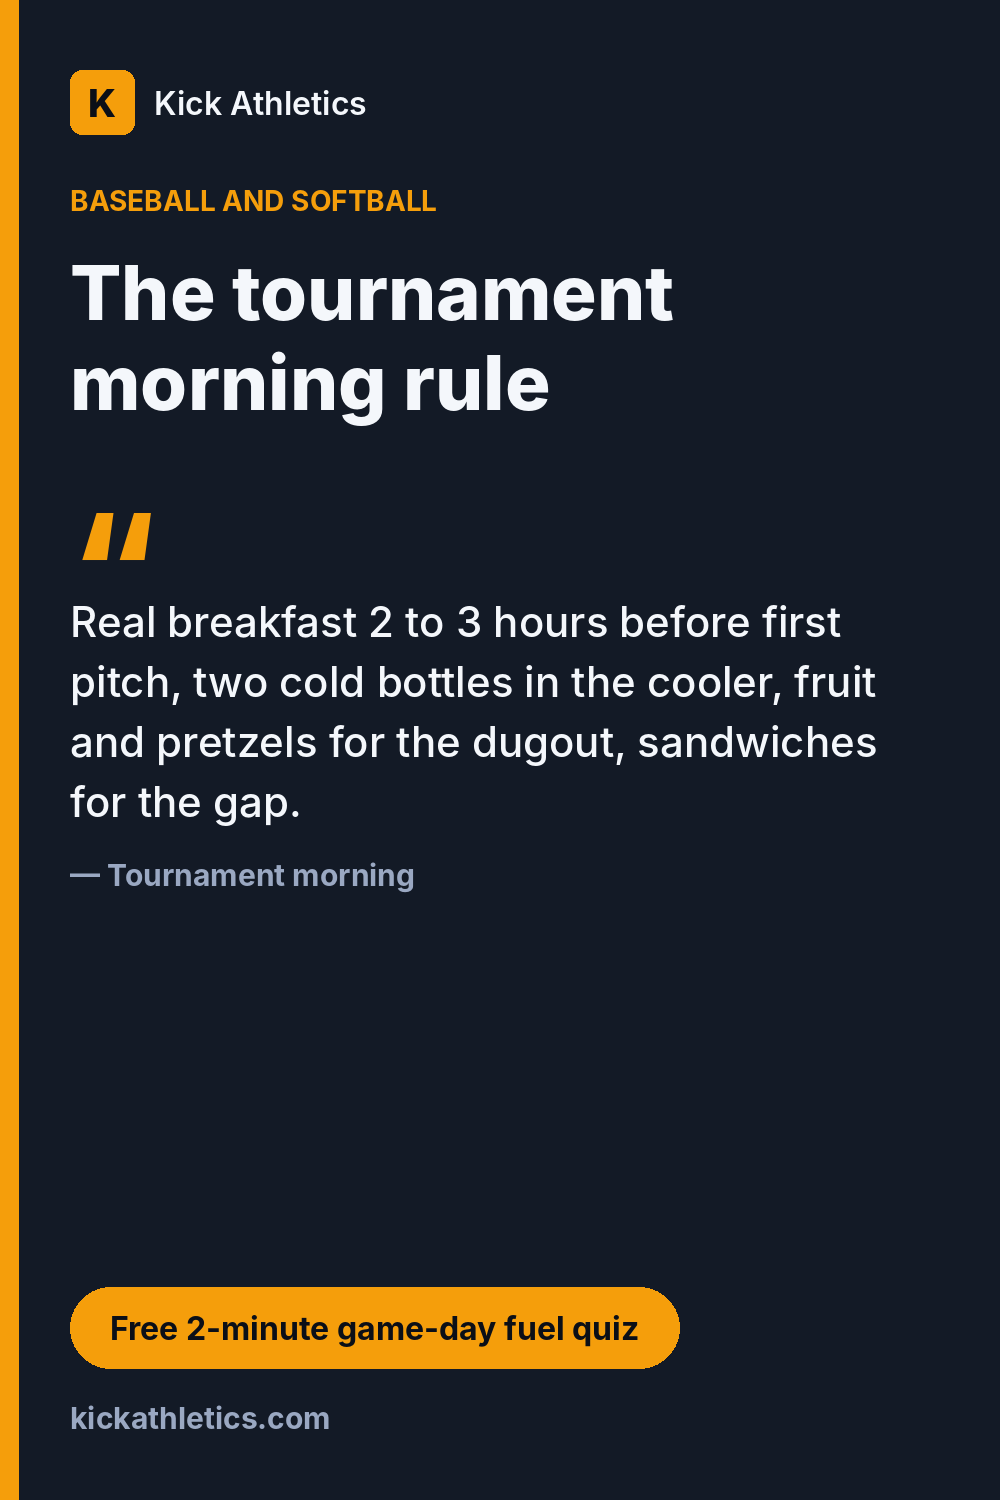 K
Kick Athletics
BASEBALL AND SOFTBALL
The tournament
morning rule
“
Real breakfast 2 to 3 hours before first
pitch, two cold bottles in the cooler, fruit
and pretzels for the dugout, sandwiches
for the gap.
— Tournament morning
Free 2-minute game-day fuel quiz
kickathletics.com